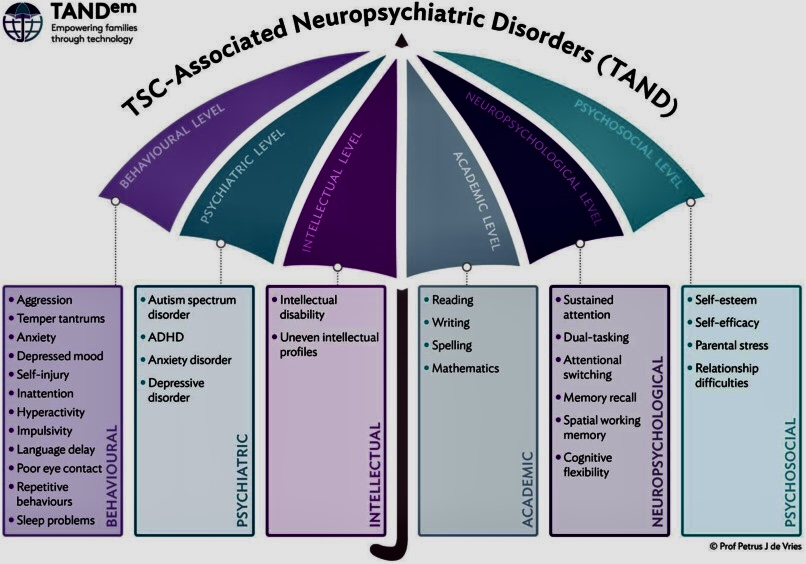 TANDem
Empowering families
through technology
TSC-Associated Neuropsychiatric Disorders (TAND)
BEHAVIOURAL LEVEL
PSYCHIATRIC LEVEL
INTELLECTUAL LEVEL
ACADEMIC LEVEL
NEUROPSYCHOLOGICAL LEVEL
PSYCHOSOCIAL LEVEL
• Aggression
• Temper tantrums
• Anxiety
• Depressed mood
• Self-injury
• Inattention
• Hyperactivity
• Impulsivity
• Language delay
• Poor eye contact
• Repetitive
behaviours
• Sleep problems
BEHAVIOURAL
• Autism spectrum
disorder
• ADHD
• Anxiety disorder
• Depressive
disorder
PSYCHIATRIC
• Intellectual
disability
• Uneven intellectual
profiles
INTELLECTUAL
• Reading
• Writing
• Spelling
• Mathematics
ACADEMIC
• Sustained
attention
• Dual-tasking
• Attentional
switching
• Memory recall
• Spatial working
memory
• Cognitive
flexibility
NEUROPSYCHOLOGICAL
• Self-esteem
• Self-efficacy
• Parental stress
• Relationship
difficulties
PSYCHOSOCIAL
© Prof Petrus J de Vries